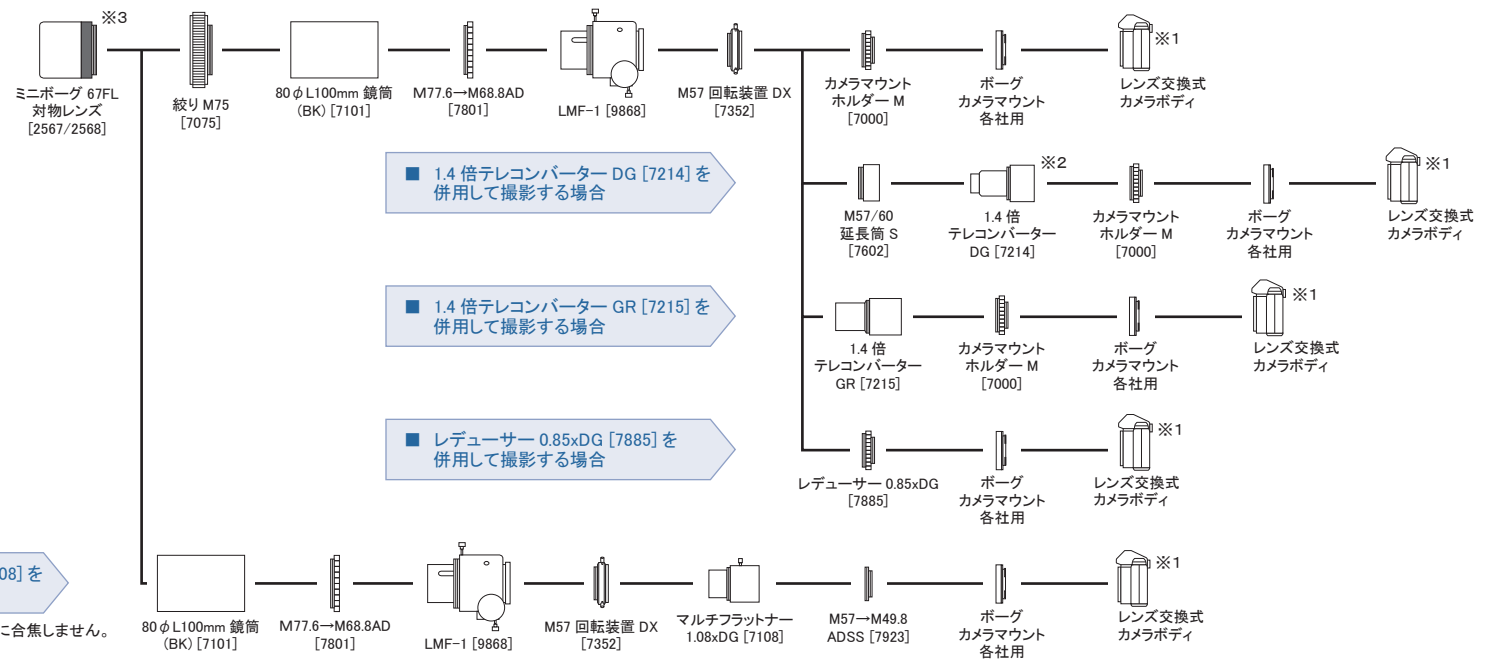 ※3
ミニボーグ 67FL
対物レンズ
[2567/2568]
絞り M75
[7075]
80φL100mm 鏡筒
(BK) [7101]
M77.6→M68.8AD
[7801]
LMF-1 [9868]
M57 回転装置 DX
[7352]
カメラマウント
ホルダー M
[7000]
ボーグ
カメラマウント
各社用
※1
レンズ交換式
カメラボディ
■ 1.4 倍テレコンバーター DG [7214] を
併用して撮影する場合
M57/60
延長筒 S
[7602]
※2
1.4 倍
テレコンバーター
DG [7214]
カメラマウント
ホルダー M
[7000]
ボーグ
カメラマウント
各社用
※1
レンズ交換式
カメラボディ
■ 1.4 倍テレコンバーター GR [7215] を
併用して撮影する場合
1.4 倍
テレコンバーター
GR [7215]
カメラマウント
ホルダー M
[7000]
ボーグ
カメラマウント
各社用
※1
レンズ交換式
カメラボディ
■ レデューサー 0.85xDG [7885] を
併用して撮影する場合
レデューサー 0.85xDG
[7885]
ボーグ
カメラマウント
各社用
※1
レンズ交換式
カメラボディ
08] を
に合焦しません。
80φL100mm 鏡筒
(BK) [7101]
M77.6→M68.8AD
[7801]
LMF-1 [9868]
M57 回転装置 DX
[7352]
マルチフラットナー
1.08xDG [7108]
M57→M49.8
ADSS [7923]
ボーグ
カメラマウント
各社用
※1
レンズ交換式
カメラボディ